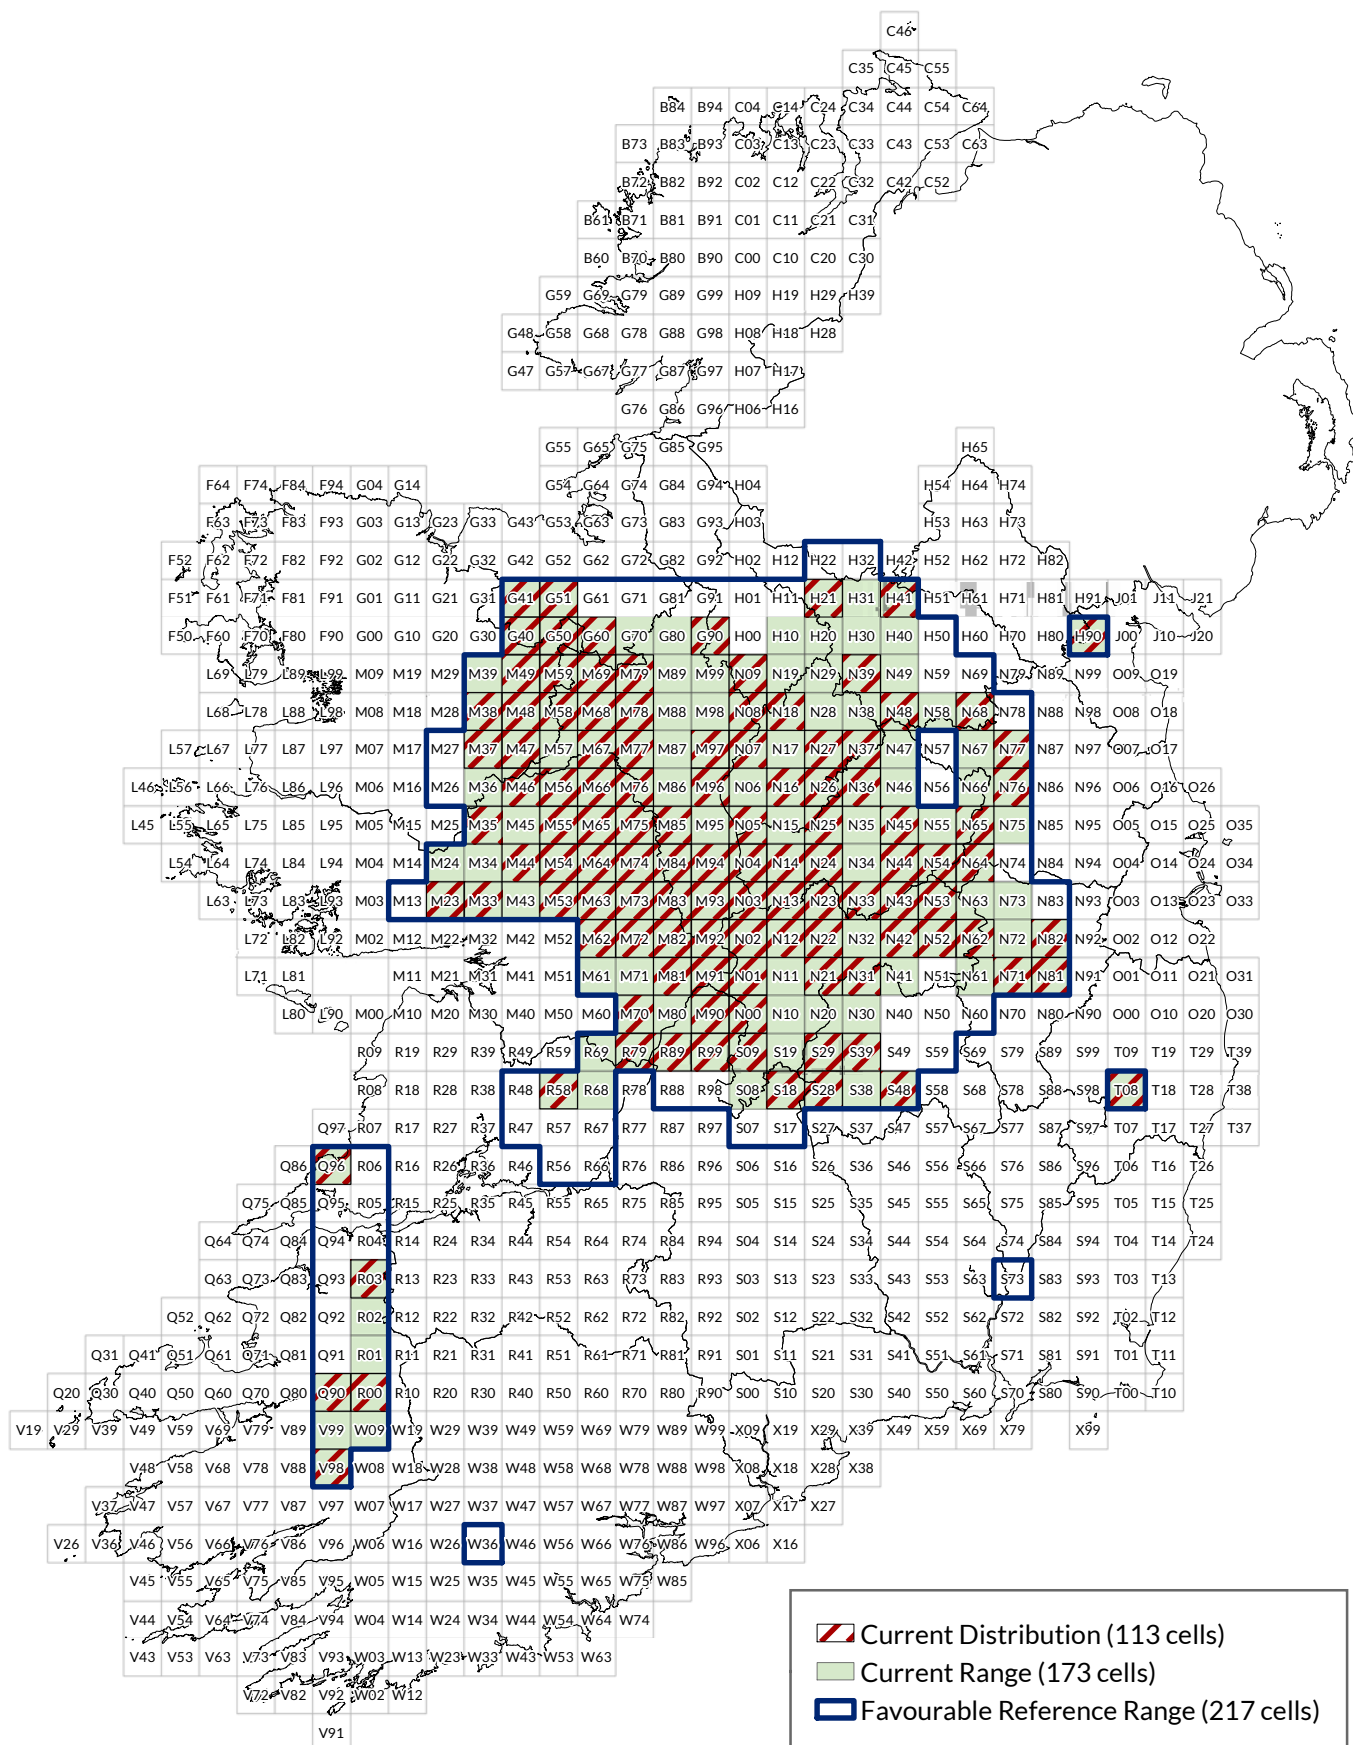 C46
C35 C45 C55
B84 B94 C04 C14 C24 C34 C44 C54 C64
B73 B83 B93 C03 C13 C23 C33 C43 C53 C63
B72 B82 B92 C02 C12 C22 C32 C42 C52
B61 B71 B81 B91 C01 C11 C21 C31
B60 B70 B80 B90 C00 C10 C20 C30
G59 G69 G79 G89 G99 H09 H19 H29 H39
G48 G58 G68 G78 G88 G98 H08 H18 H28
G47 G57 G67 G77 G87 G97 H07 H17
G76 G86 G96 H06 H16
G55 G65 G75 G85 G95 H65
F64 F74 F84 F94 G04 G14 G54 G64 G74 G84 G94 H04 H54 H64 H74
F63 F73 F83 F93 G03 G13 G23 G33 G43 G53 G63 G73 G83 G93 H03 H53 H63 H73
F52 F62 F72 F82 F92 G02 G12 G22 G32 G42 G52 G62 G72 G82 G92 H02 H12 H22 H32 H42 H52 H62 H72 H82
F51 F61 F71 F81 F91 G01 G11 G21 G31 G41 G51 G61 G71 G81 G91 H01 H11 H21 H31 H41 H51 H61 H71 H81 H91 J01 J11 J21
F50 F60 F70 F80 F90 G00 G10 G20 G30 G40 G50 G60 G70 G80 G90 H00 H10 H20 H30 H40 H50 H60 H70 H80 H90 J00 J10 J20
L69 L79 L89 L99 M09 M19 M29 M39 M49 M59 M69 M79 M89 M99 N09 N19 N29 N39 N49 N59 N69 N79 N89 N99 O09 O19
L68 L78 L88 L98 M08 M18 M28 M38 M48 M58 M68 M78 M88 M98 N08 N18 N28 N38 N48 N58 N68 N78 N88 N98 O08 O18
L57 L67 L77 L87 L97 M07 M17 M27 M37 M47 M57 M67 M77 M87 M97 N07 N17 N27 N37 N47 N57 N67 N77 N87 N97 O07 O17
L46 L56 L66 L76 L86 L96 M06 M16 M26 M36 M46 M56 M66 M76 M86 M96 N06 N16 N26 N36 N46 N56 N66 N76 N86 N96 O06 O16 O26
L45 L55 L65 L75 L85 L95 M05 M15 M25 M35 M45 M55 M65 M75 M85 M95 N05 N15 N25 N35 N45 N55 N65 N75 N85 N95 O05 O15 O25 O35
L54 L64 L74 L84 L94 M04 M14 M24 M34 M44 M54 M64 M74 M84 M94 N04 N14 N24 N34 N44 N54 N64 N74 N84 N94 O04 O14 O24 O34
L63 L73 L83 L93 M03 M13 M23 M33 M43 M53 M63 M73 M83 M93 N03 N13 N23 N33 N43 N53 N63 N73 N83 N93 O03 O13 O23 O33
L72 L82 L92 M02 M12 M22 M32 M42 M52 M62 M72 M82 M92 N02 N12 N22 N32 N42 N52 N62 N72 N82 N92 O02 O12 O22
L71 L81 M11 M21 M31 M41 M51 M61 M71 M81 M91 N01 N11 N21 N31 N41 N51 N61 N71 N81 N91 O01 O11 O21 O31
L80 L90 M00 M10 M20 M30 M40 M50 M60 M70 M80 M90 N00 N10 N20 N30 N40 N50 N60 N70 N80 N90 O00 O10 O20 O30
R09 R19 R29 R39 R49 R59 R69 R79 R89 R99 S09 S19 S29 S39 S49 S59 S69 S79 S89 S99 T09 T19 T29 T39
R08 R18 R28 R38 R48 R58 R68 R78 R88 R98 S08 S18 S28 S38 S48 S58 S68 S78 S88 S98 T08 T18 T28 T38
Q97 R07 R17 R27 R37 R47 R57 R67 R77 R87 R97 S07 S17 S27 S37 S47 S57 S67 S77 S87 S97 T07 T17 T27 T37
Q86 Q96 R06 R16 R26 R36 R46 R56 R66 R76 R86 R96 S06 S16 S26 S36 S46 S56 S66 S76 S86 S96 T06 T16 T26
Q75 Q85 Q95 R05 R15 R25 R35 R45 R55 R65 R75 R85 R95 S05 S15 S25 S35 S45 S55 S65 S75 S85 S95 T05 T15 T25
Q64 Q74 Q84 Q94 R04 R14 R24 R34 R44 R54 R64 R74 R84 R94 S04 S14 S24 S34 S44 S54 S64 S74 S84 S94 T04 T14 T24
Q63 Q73 Q83 Q93 R03 R13 R23 R33 R43 R53 R63 R73 R83 R93 S03 S13 S23 S33 S43 S53 S63 S73 S83 S93 T03 T13
Q52 Q62 Q72 Q82 Q92 R02 R12 R22 R32 R42 R52 R62 R72 R82 R92 S02 S12 S22 S32 S42 S52 S62 S72 S82 S92 T02 T12
Q31 Q41 Q51 Q61 Q71 Q81 Q91 R01 R11 R21 R31 R41 R51 R61 R71 R81 R91 S01 S11 S21 S31 S41 S51 S61 S71 S81 S91 T01 T11
Q20 Q30 Q40 Q50 Q60 Q70 Q80 Q90 R00 R10 R20 R30 R40 R50 R60 R70 R80 R90 S00 S10 S20 S30 S40 S50 S60 S70 S80 S90 T00 T10
V19 V29 V39 V49 V59 V69 V79 V89 V99 W09 W19 W29 W39 W49 W59 W69 W79 W89 W99 X09 X19 X29 X39 X49 X59 X69 X79 X99
V48 V58 V68 V78 V88 V98 W08 W18 W28 W38 W48 W58 W68 W78 W88 W98 X08 X18 X28 X38
V37 V47 V57 V67 V77 V87 V97 W07 W17 W27 W37 W47 W57 W67 W77 W87 W97 X07 X17 X27
V26 V36 V46 V56 V66 V76 V86 V96 W06 W16 W26 W36 W46 W56 W66 W76 W86 W96 X06 X16
V45 V55 V65 V75 V85 V95 W05 W15 W25 W35 W45 W55 W65 W75 W85
V44 V54 V64 V74 V84 V94 W04 W14 W24 W34 W44 W54 W64 W74
V43 V53 V63 V73 V83 V93 W03 W13 W23 W33 W43 W53 W63
V72 V82 V92 W02 W12
V91
Current Distribution (113 cells)
Current Range (173 cells)
Favourable Reference Range (217 cells)